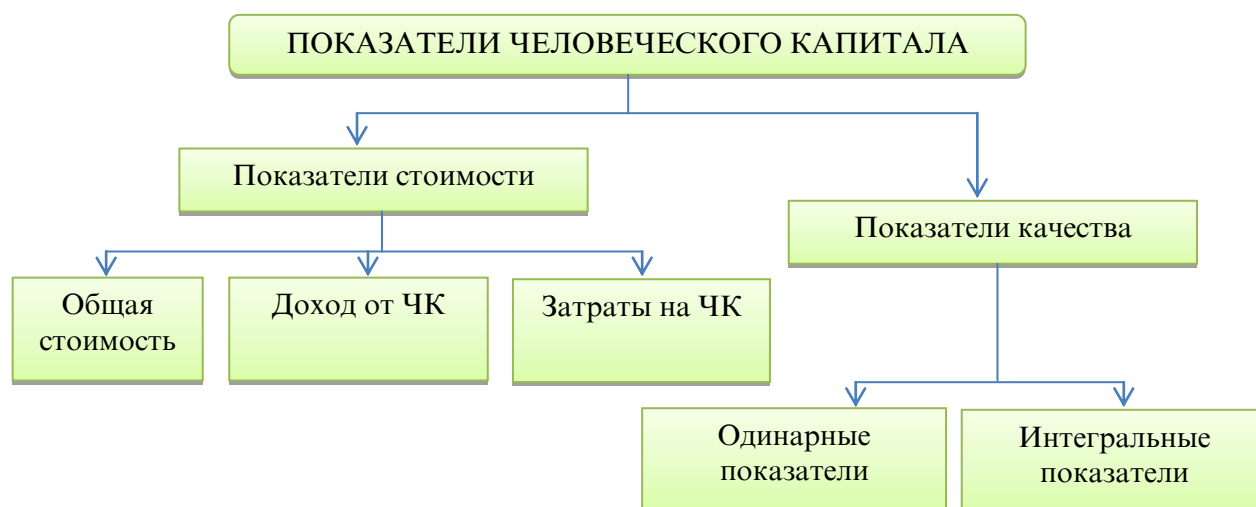 ПОКАЗАТЕЛИ ЧЕЛОВЕЧЕСКОГО КАПИТАЛА
Показатели стоимости
Показатели качества
Общая
стоимость
Доход от ЧК
Затраты на ЧК
Одинарные
показатели
Интегральные
показатели